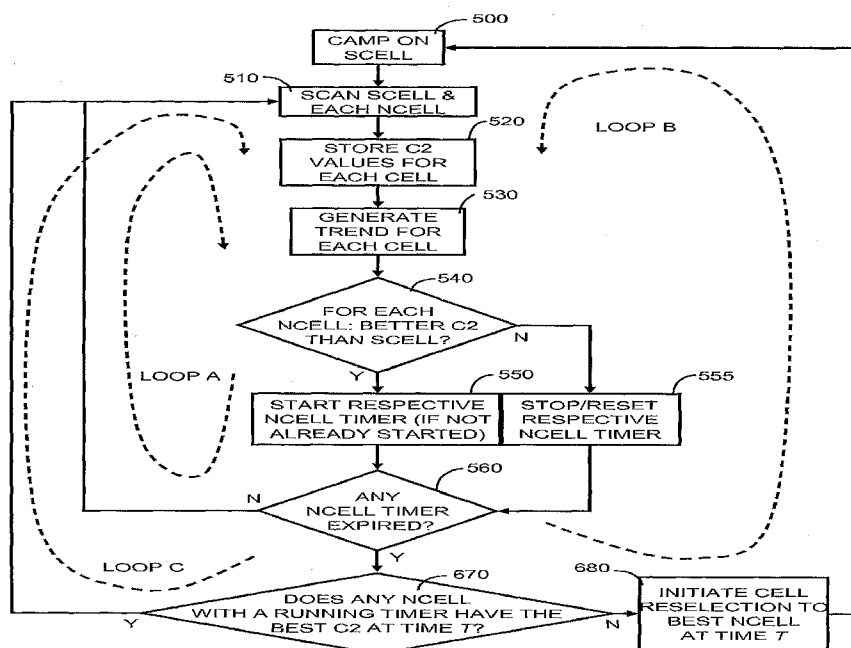 500
CAMP ON
SCELL
510
SCAN SCELL &
EACH NCELL
520
STORE C2
VALUES FOR
EACH CELL
LOOP B
530
GENERATE
TREND FOR
EACH CELL
540
FOR EACH
NCELL: BETTER C2
THAN SCELL?
N
Y
LOOP A
550
START RESPECTIVE
NCELL TIMER (IF NOT
ALREADY STARTED)
555
STOP/RESET
RESPECTIVE
NCELL TIMER
560
N
ANY
NCELL TIMER
EXPIRED?
Y
LOOP C
670
DOES ANY NCELL
WITH A RUNNING TIMER HAVE THE
BEST C2 AT TIME T?
Y
N
680
INITIATE CELL
RESELECTION TO
BEST NCELL
AT TIME T